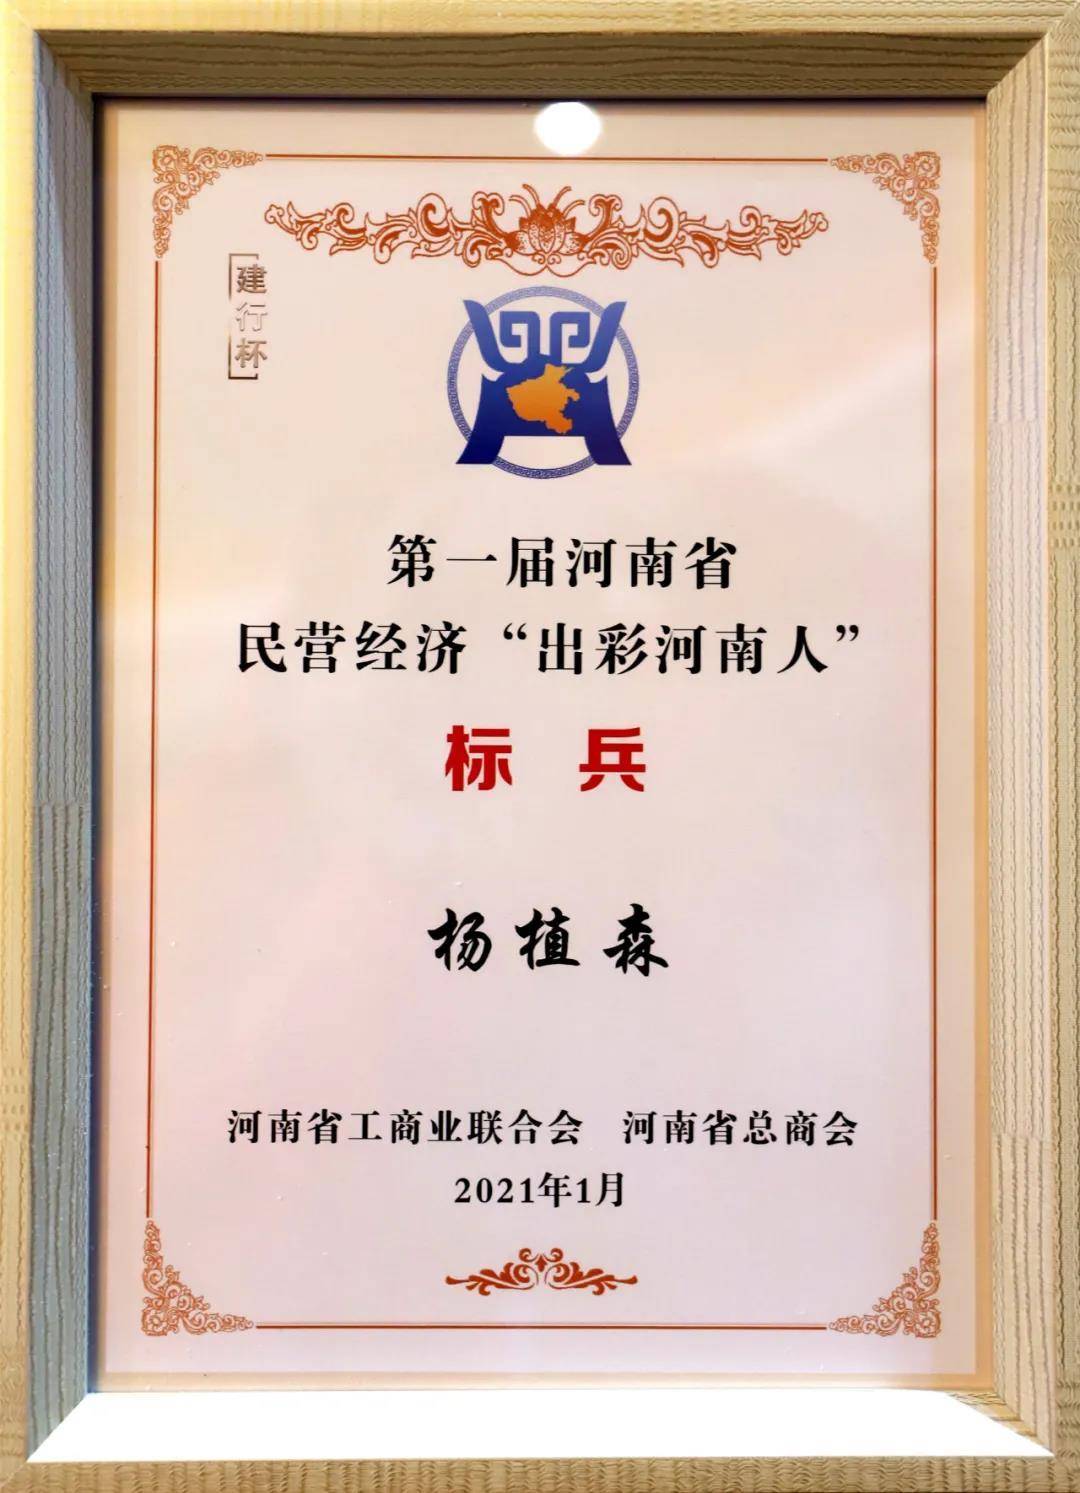 建行杯
第一届河南省
民营经济“出彩河南人”
标兵
杨植森
河南省工商业联合会 河南省总商会
2021年1月